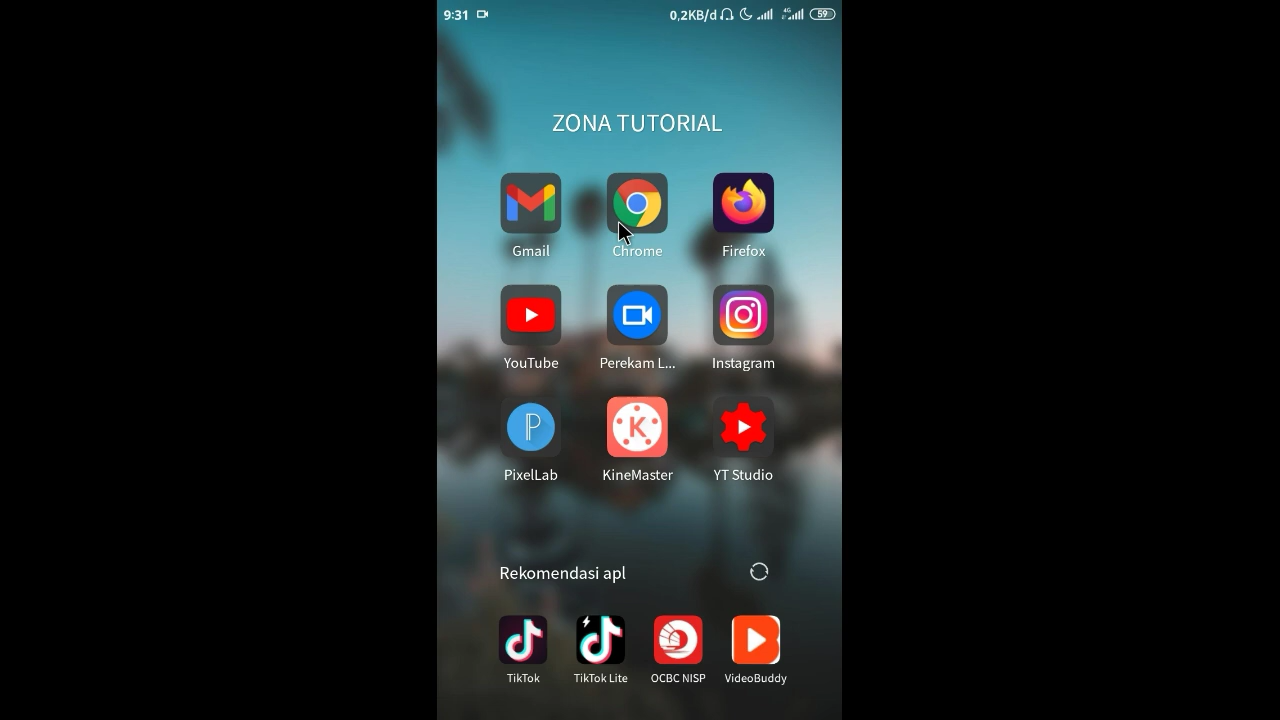 9:31 0,2KB/d 4G 59
ZONA TUTORIAL
Gmail Chrome Firefox
YouTube Perekam L... Instagram
PixelLab KineMaster YT Studio
Rekomendasi apl
TikTok TikTok Lite OCBC NISP VideoBuddy